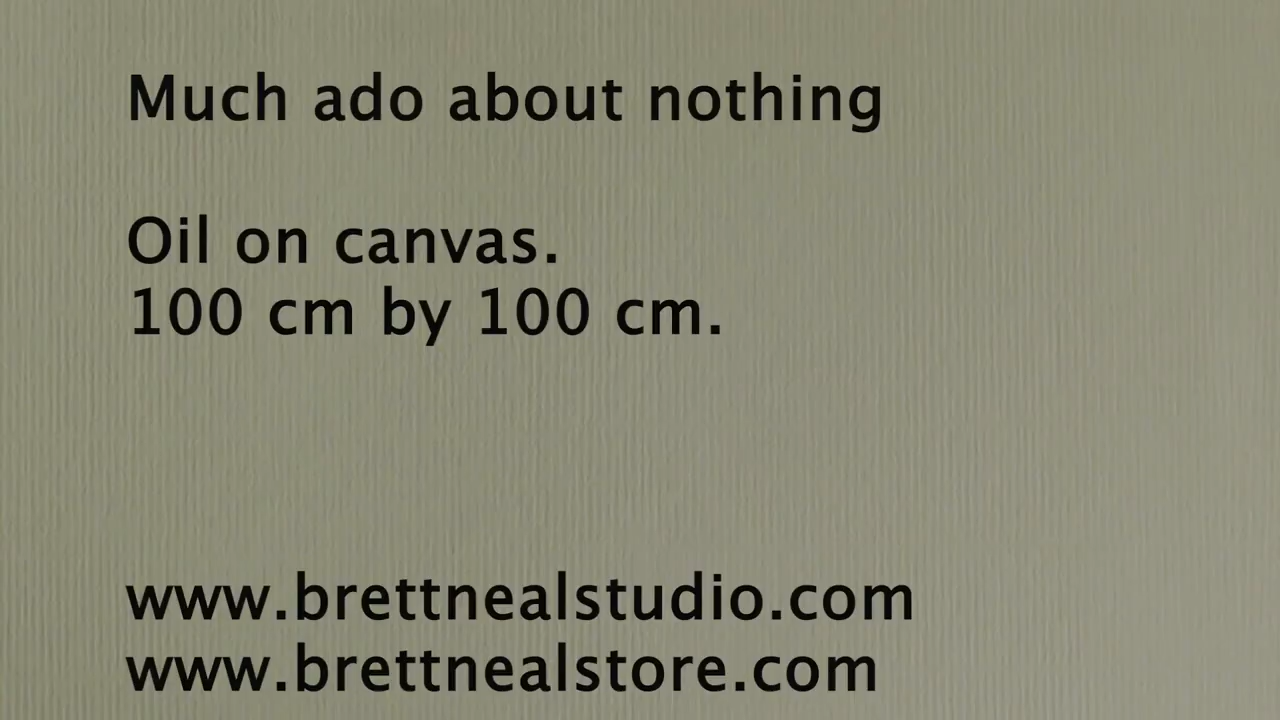 Much ado about nothing
Oil on canvas.
100 cm by 100 cm.
www.brettnealstudio.com
www.brettnealstore.com